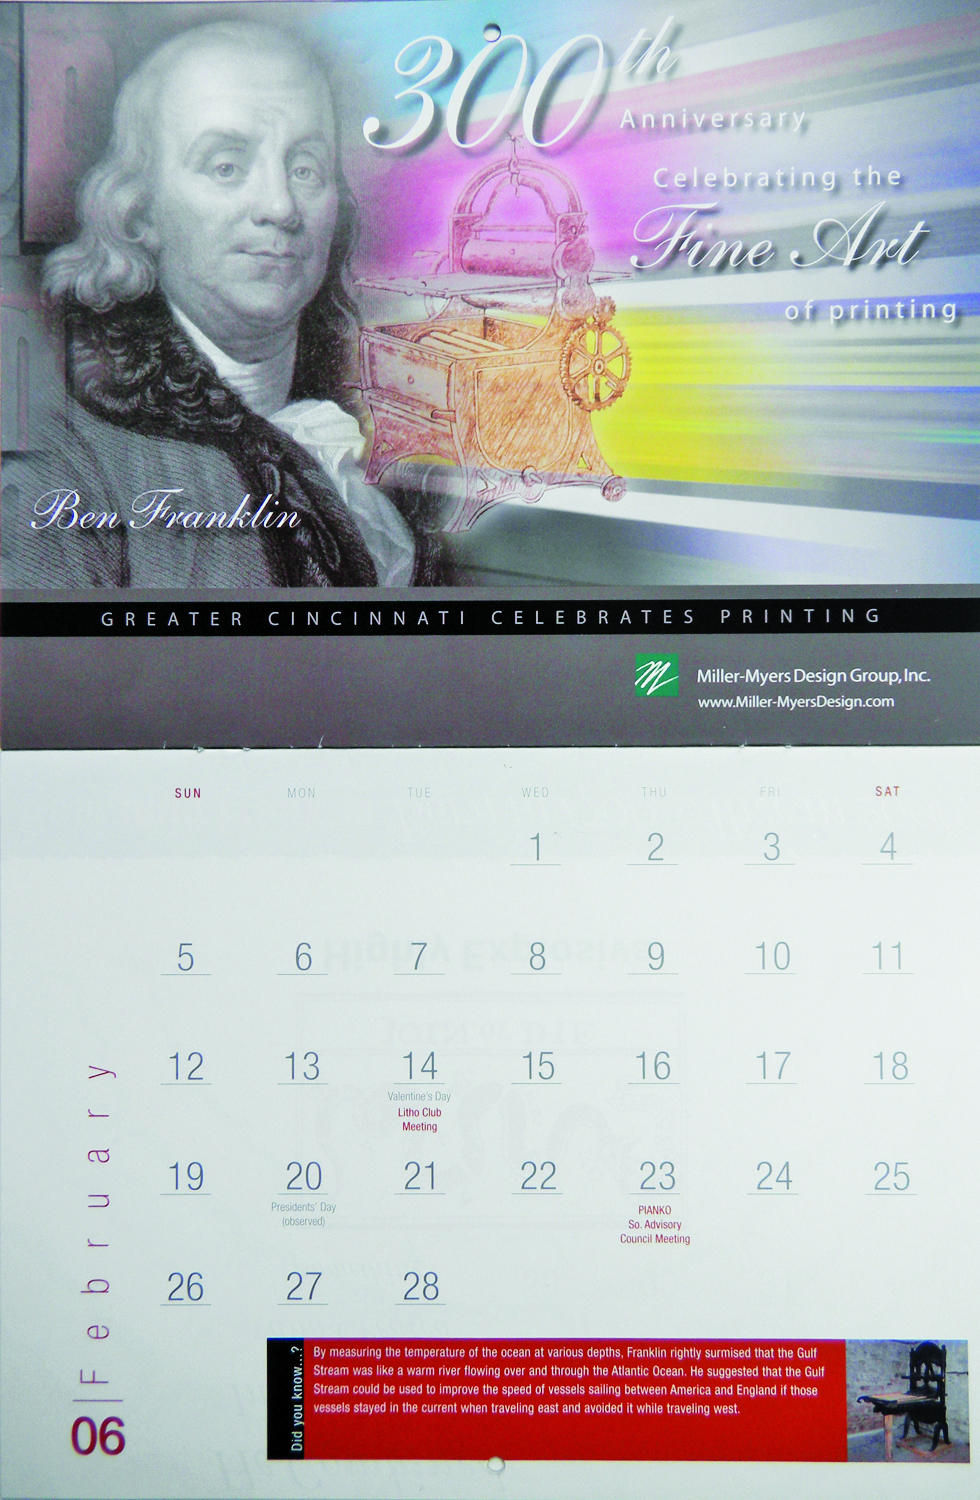 300th
Anniversary
Celebrating the
Fine Art
of printing
Ben Franklin
GREATER CINCINNATI CELEBRATES PRINTING
Miller-Myers Design Group, Inc.
www.Miller-MyersDesign.com
SUN MON TUE WED THU FRI SAT
1 2 3 4
5 6 7 8 9 10 11
Highly Explosive
12 13 14 15 16 17 18
Valentine's Day
Litho Club
Meeting
19 20 21 22 23 24 25
Presidents' Day
(observed)
PIANKO
So. Advisory
Council Meeting
26 27 28
February
06
Did you know...?
By measuring the temperature of the ocean at various depths, Franklin rightly surmised that the Gulf
Stream was like a warm river flowing over and through the Atlantic Ocean. He suggested that the Gulf
Stream could be used to improve the speed of vessels sailing between America and England if those
vessels stayed in the current when traveling east and avoided it while traveling west.